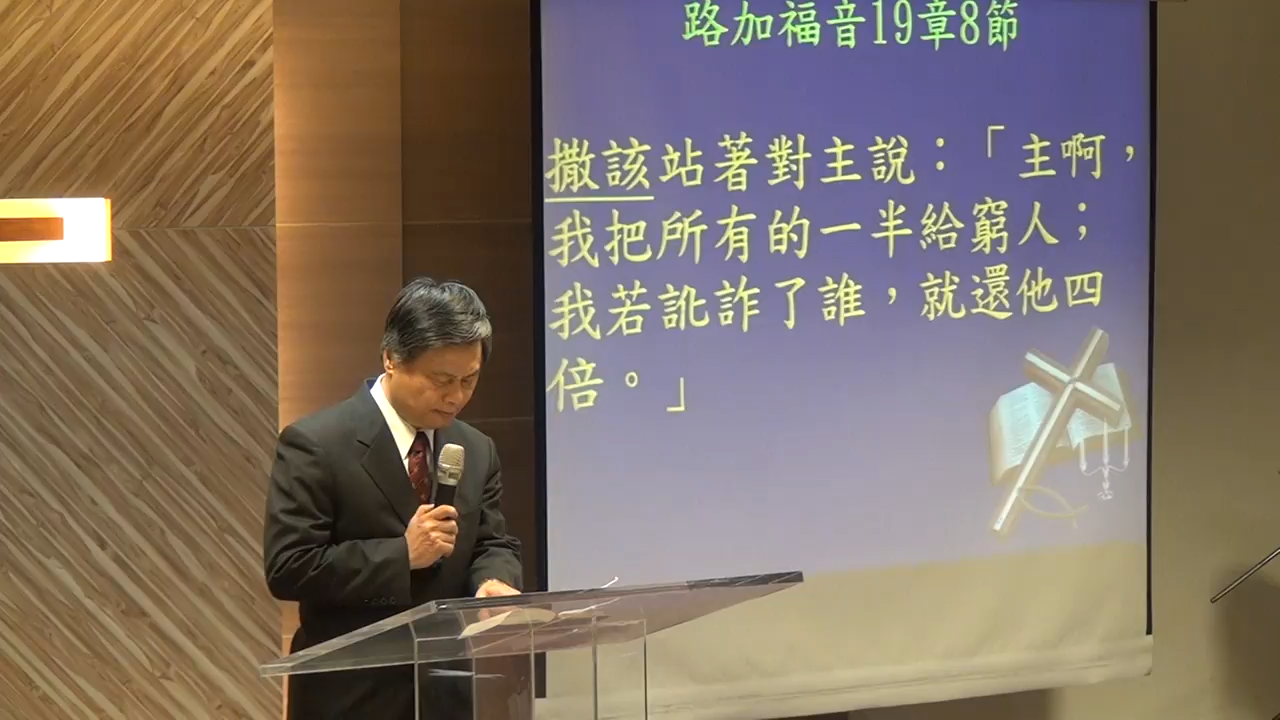 路加福音19章8節
撒該站著對主說：「主啊，
我把所有的一半給窮人；
我若訛詐了誰，就還他四
倍。」